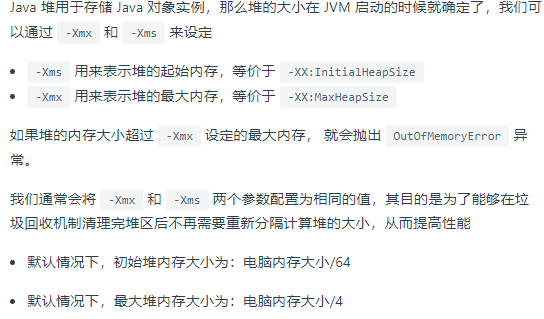 Java 堆用于存储 Java 对象实例，那么堆的大小在 JVM 启动的时候就确定了，我们可
以通过 -Xmx 和 -Xms 来设定
• -Xms 用来表示堆的起始内存，等价于 -XX:InitialHeapSize
• -Xmx 用来表示堆的最大内存，等价于 -XX:MaxHeapSize
如果堆的内存大小超过 -Xmx 设定的最大内存， 就会抛出 OutOfMemoryError 异
常。
我们通常会将 -Xmx 和 -Xms 两个参数配置为相同的值，其目的是为了能够在垃
圾回收机制清理完堆区后不再需要重新分隔计算堆的大小，从而提高性能
• 默认情况下，初始堆内存大小为：电脑内存大小/64
• 默认情况下，最大堆内存大小为：电脑内存大小/4